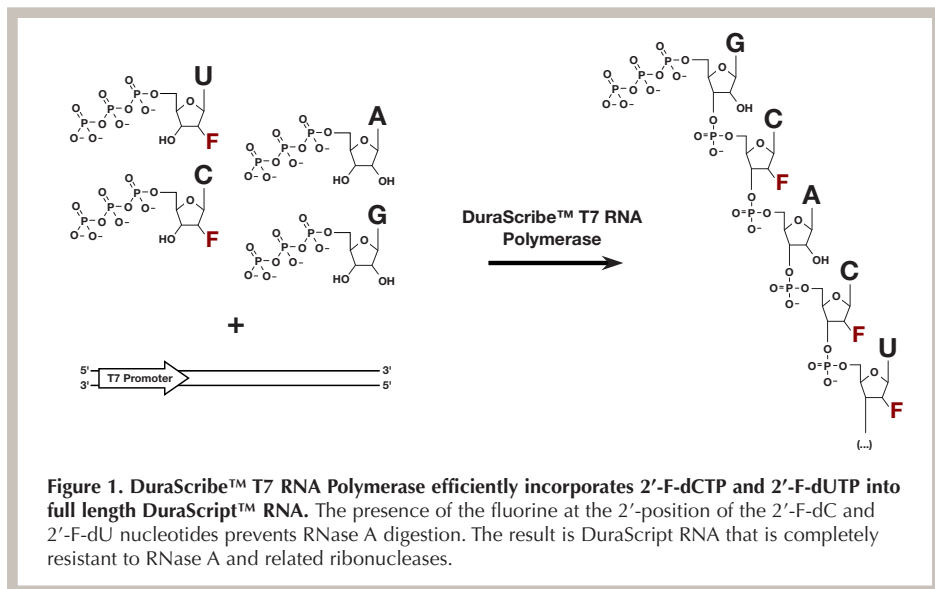 U
O O O
P P P O O
O O O
O- O- O- O-
HO F
A
O O O
P P P O O
O O O
O- O- O- O-
HO OH
C
O O O
P P P O O
O O O
O- O- O- O-
HO F
G
O O O
P P P O O
O O O
O- O- O- O-
HO OH
+
5' 3'
T7 Promoter
3' 5'
DuraScribe™ T7 RNA
Polymerase
G
O O O
P P P O O
O O O
O- O- O- O-
O OH
O=P-O
O-
C
O
O F
O=P-O
O-
A
O
O OH
O=P-O
O-
C
O
O F
O=P-O
O-
U
O
F
(...)
Figure 1. DuraScribe™ T7 RNA Polymerase efficiently incorporates 2’-F-dCTP and 2’-F-dUTP into
full length DuraScript™ RNA. The presence of the fluorine at the 2’-position of the 2’-F-dC and
2’-F-dU nucleotides prevents RNase A digestion. The result is DuraScript RNA that is completely
resistant to RNase A and related ribonucleases.